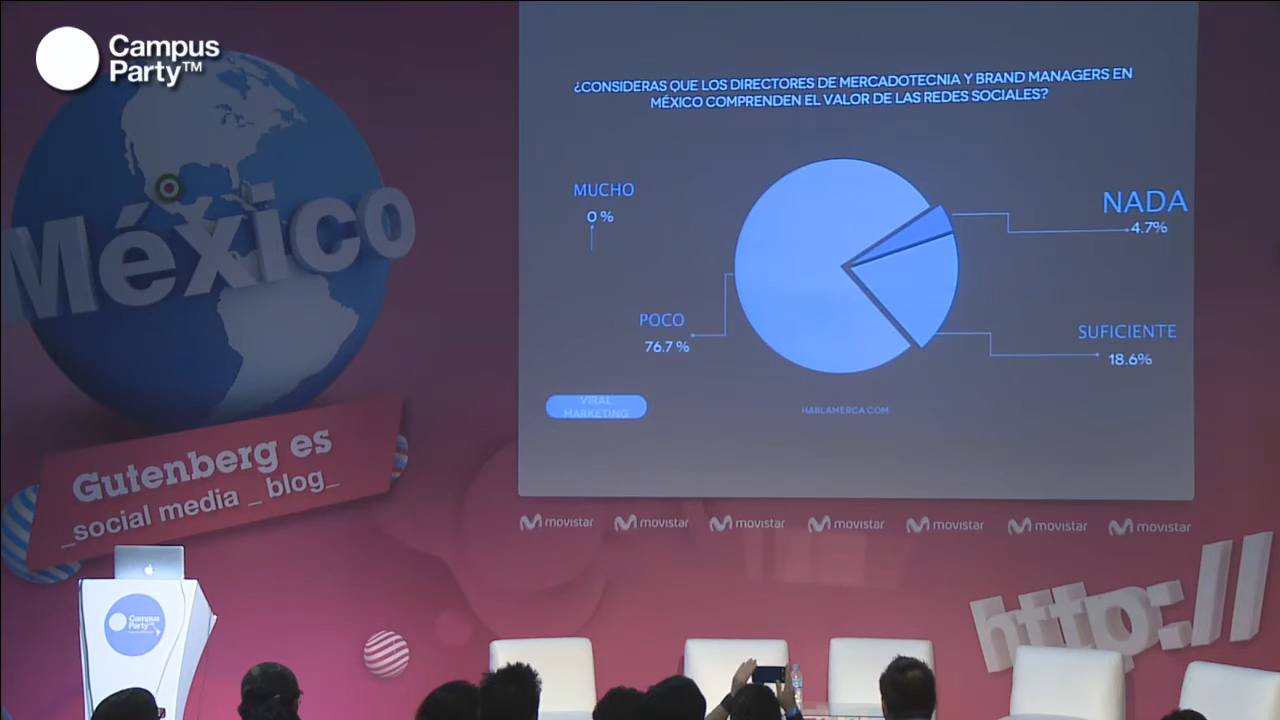 Campus
Party™
México
Gutenberg es
_social media _ blog_
Campus
Party™
¿CONSIDERAS QUE LOS DIRECTORES DE MERCADOTECNIA Y BRAND MANAGERS EN
MÉXICO COMPRENDEN EL VALOR DE LAS REDES SOCIALES?
MUCHO
0 %
NADA
4.7%
POCO
76.7 %
SUFICIENTE
18.6%
VIRAL
MARKETING
HABLAMERCA.COM
movistar movistar movistar movistar movistar movistar movistar
http://